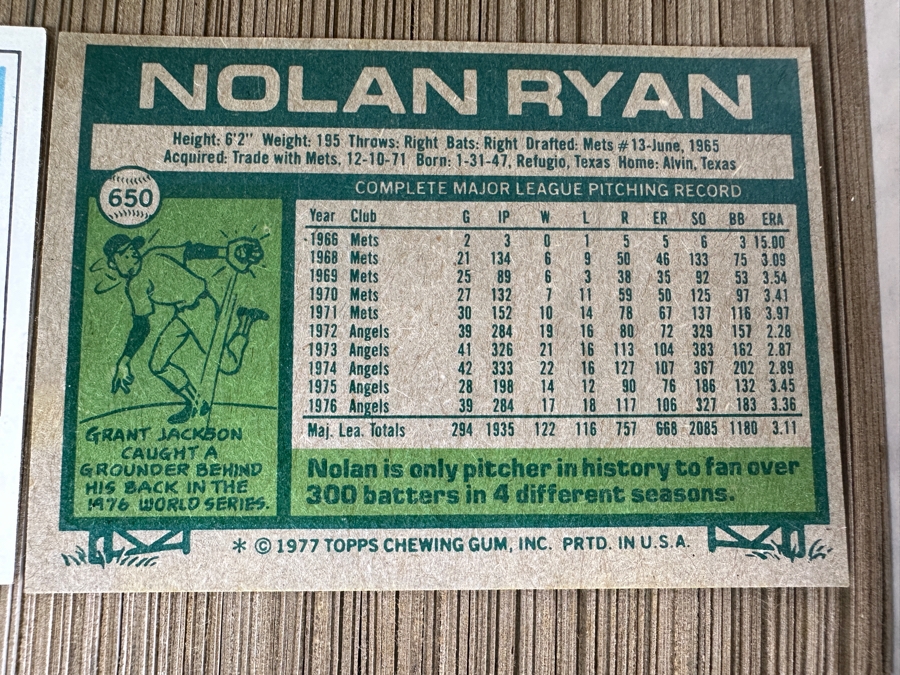 NOLAN RYAN
Height: 6'2" Weight: 195 Throws: Right Bats: Right Drafted: Mets #13-June, 1965
Acquired: Trade with Mets, 12-10-71 Born: 1-31-47, Refugio, Texas Home: Alvin, Texas
650
COMPLETE MAJOR LEAGUE PITCHING RECORD
Year Club G IP W L R ER SO BB ERA
1966 Mets 2 3 0 1 5 5 6 3 15.00
1968 Mets 21 134 6 9 50 46 133 75 3.09
1969 Mets 25 89 6 3 38 35 92 53 3.54
1970 Mets 27 132 7 11 59 50 125 97 3.41
1971 Mets 30 152 10 14 78 67 137 116 3.97
1972 Angels 39 284 19 16 80 72 329 157 2.28
1973 Angels 41 326 21 16 113 104 383 162 2.87
1974 Angels 42 333 22 16 127 107 367 202 2.89
1975 Angels 28 198 14 12 90 76 186 132 3.45
1976 Angels 39 284 17 18 117 106 327 183 3.36
Maj. Lea. Totals 294 1935 122 116 757 668 2085 1180 3.11
GRANT JACKSON
CAUGHT A
GROUNDER BEHIND
HIS BACK IN THE
1976 WORLD SERIES.
Nolan is only pitcher in history to fan over
300 batters in 4 different seasons.
* © 1977 TOPPS CHEWING GUM, INC. PRTD. IN U.S.A.